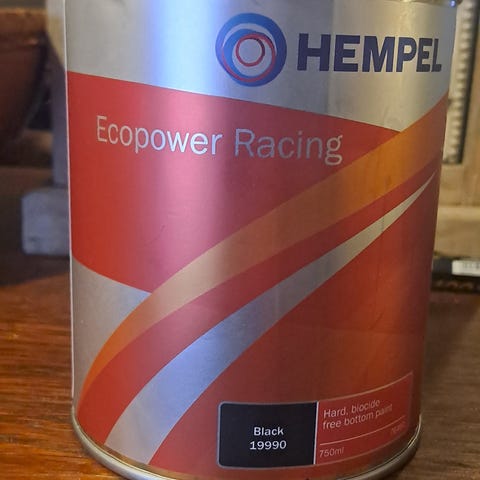 HEMPEL
Ecopower Racing
Black
19990
Hard, biocide
free bottom paint
750ml